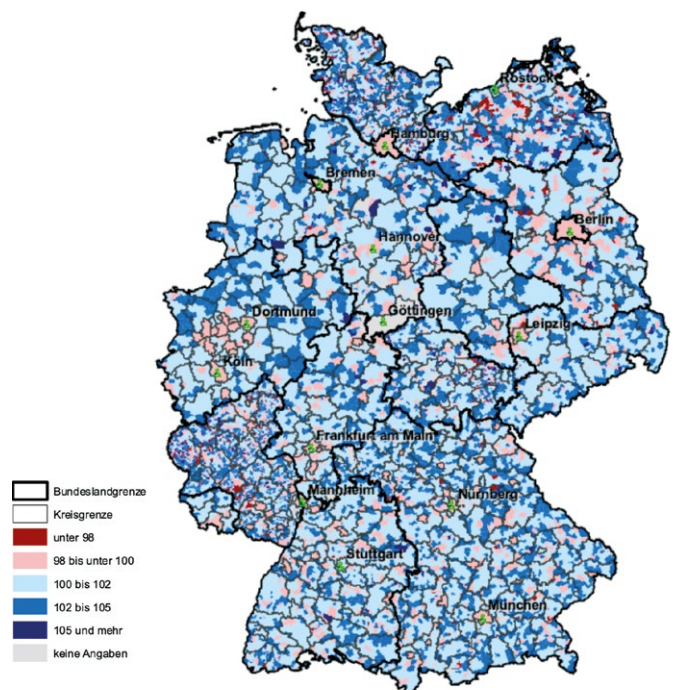 Rostock
Hamburg
Bremen
Berlin
Hannover
Göttingen
Dortmund
Leipzig
Köln
Frankfurt am Main
Mannheim
Nürnberg
Stuttgart
München
Bundeslandgrenze
Kreisgrenze
unter 98
98 bis unter 100
100 bis 102
102 bis 105
105 und mehr
keine Angaben